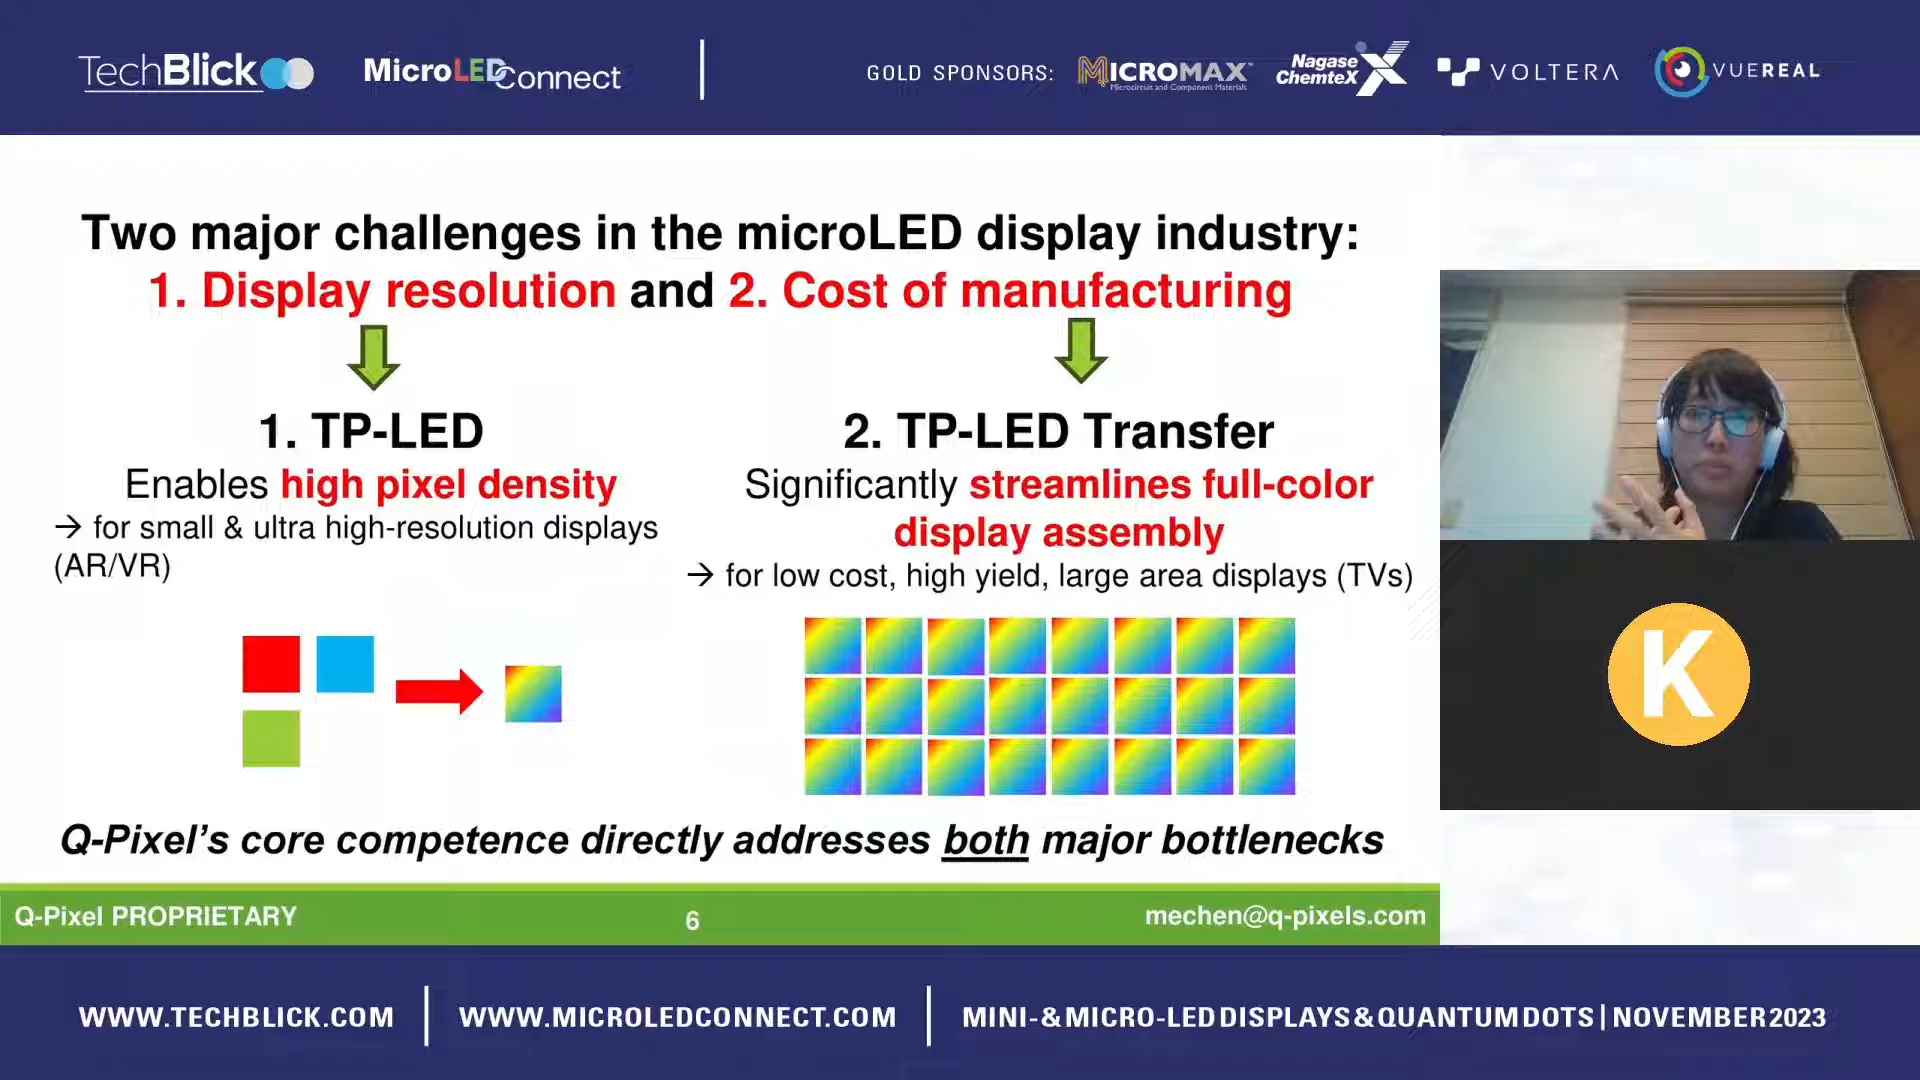 TechBlick
MicroLEDConnect
GOLD SPONSORS:
MICROMAX™
Microcircuit and Component Materials
Nagase
ChemteX
VOLTERA
VUEREAL
Two major challenges in the microLED display industry:
1. Display resolution and 2. Cost of manufacturing
1. TP-LED
Enables high pixel density
→ for small & ultra high-resolution displays
(AR/VR)
2. TP-LED Transfer
Significantly streamlines full-color
display assembly
→ for low cost, high yield, large area displays (TVs)
K
Q-Pixel’s core competence directly addresses both major bottlenecks
Q-Pixel PROPRIETARY
6
mechen@q-pixels.com
WWW.TECHBLICK.COM
WWW.MICROLEDCONNECT.COM
MINI-&MICRO-LED DISPLAYS & QUANTUM DOTS | NOVEMBER 2023